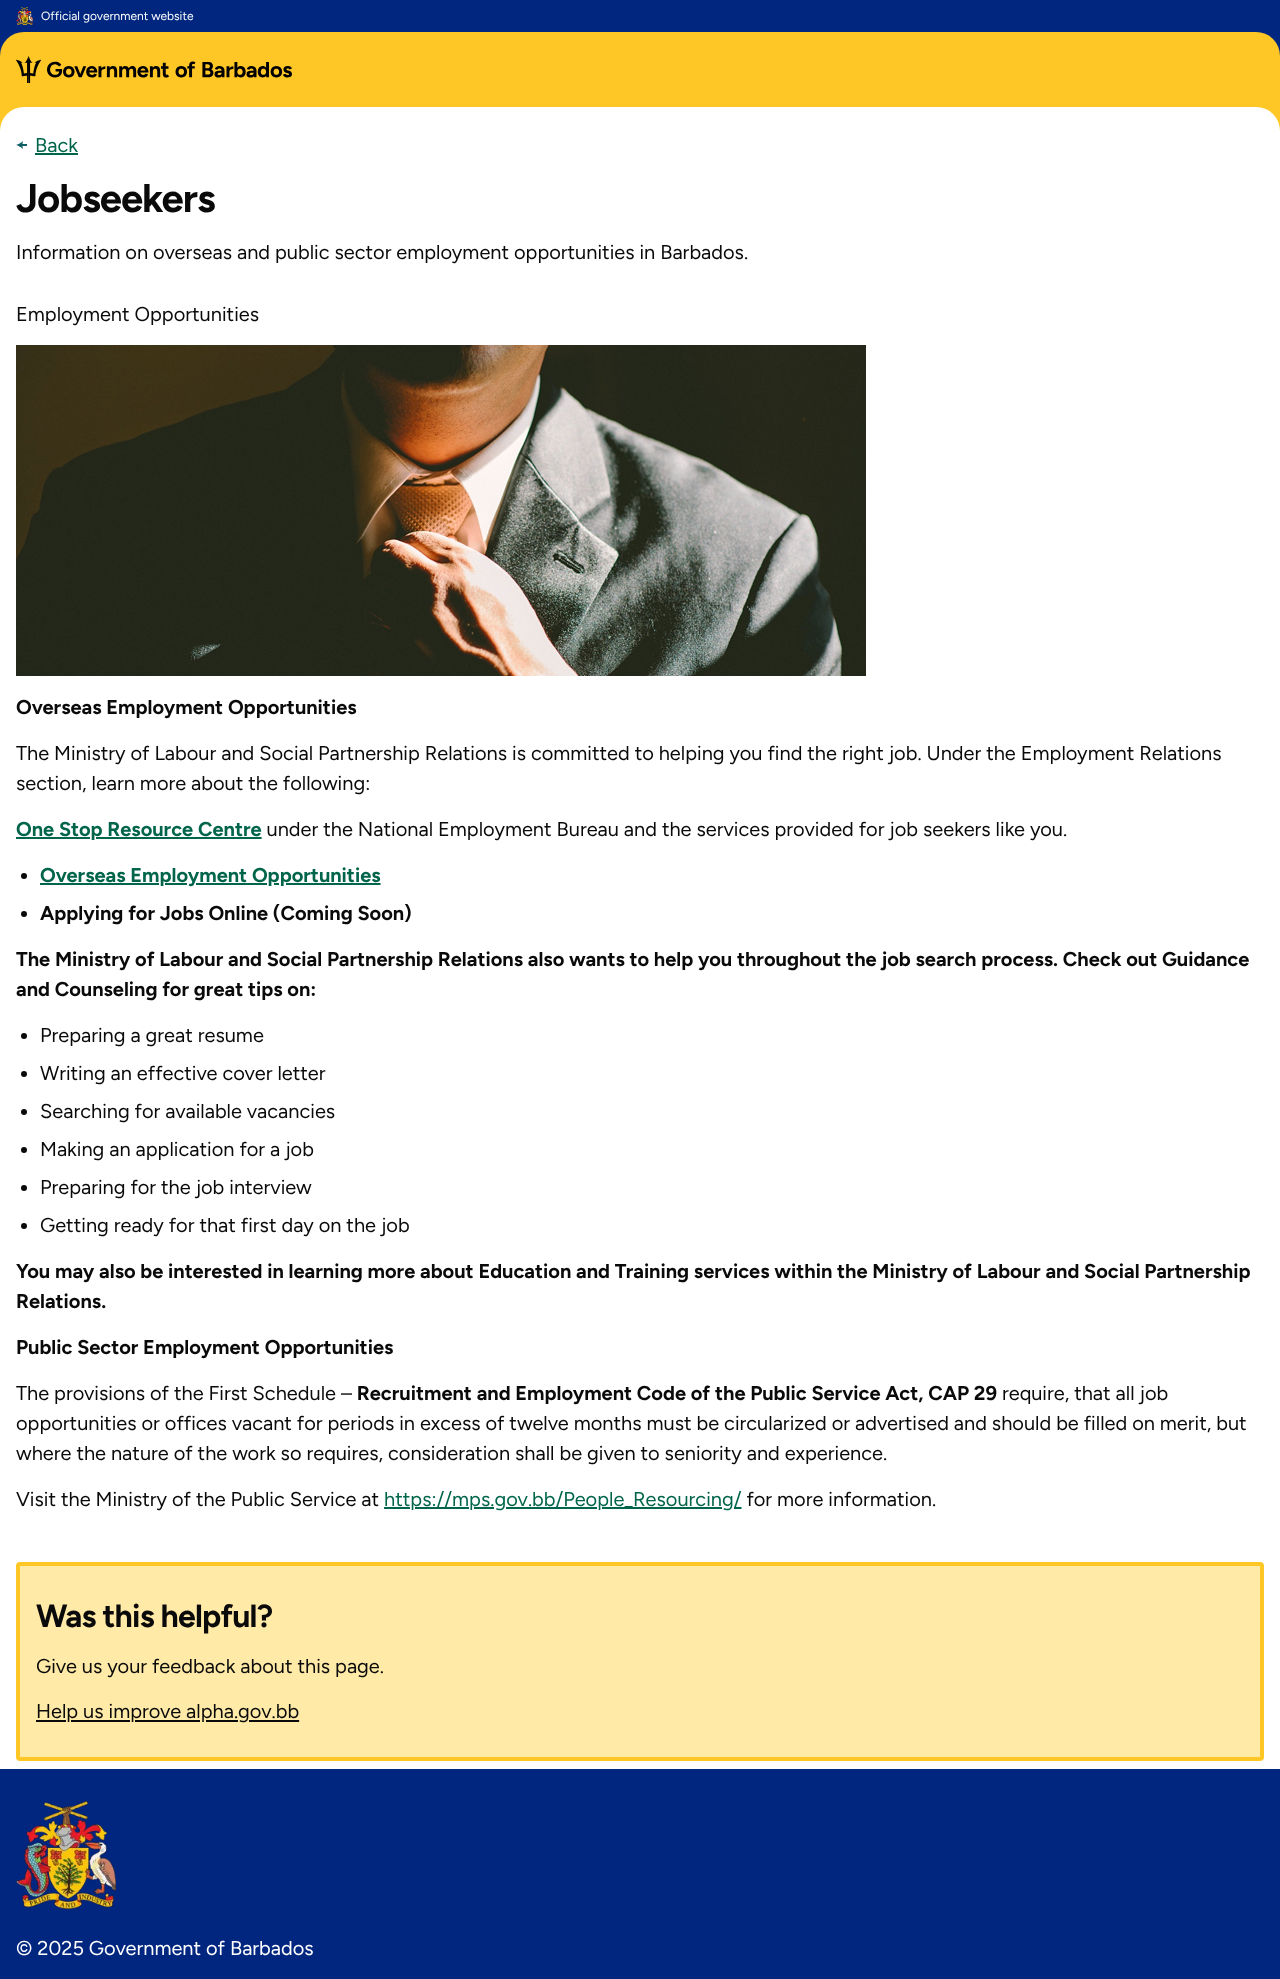 Official government website
Government of Barbados
Back
Jobseekers
Information on overseas and public sector employment opportunities in Barbados.
Employment Opportunities
Overseas Employment Opportunities
The Ministry of Labour and Social Partnership Relations is committed to helping you find the right job. Under the Employment Relations
section, learn more about the following:
One Stop Resource Centre under the National Employment Bureau and the services provided for job seekers like you.
• Overseas Employment Opportunities
• Applying for Jobs Online (Coming Soon)
The Ministry of Labour and Social Partnership Relations also wants to help you throughout the job search process. Check out Guidance
and Counseling for great tips on:
• Preparing a great resume
• Writing an effective cover letter
• Searching for available vacancies
• Making an application for a job
• Preparing for the job interview
• Getting ready for that first day on the job
You may also be interested in learning more about Education and Training services within the Ministry of Labour and Social Partnership
Relations.
Public Sector Employment Opportunities
The provisions of the First Schedule – Recruitment and Employment Code of the Public Service Act, CAP 29 require, that all job
opportunities or offices vacant for periods in excess of twelve months must be circularized or advertised and should be filled on merit, but
where the nature of the work so requires, consideration shall be given to seniority and experience.
Visit the Ministry of the Public Service at https://mps.gov.bb/People_Resourcing/ for more information.
Was this helpful?
Give us your feedback about this page.
Help us improve alpha.gov.bb
PRIDE AND INDUSTRY
© 2025 Government of Barbados